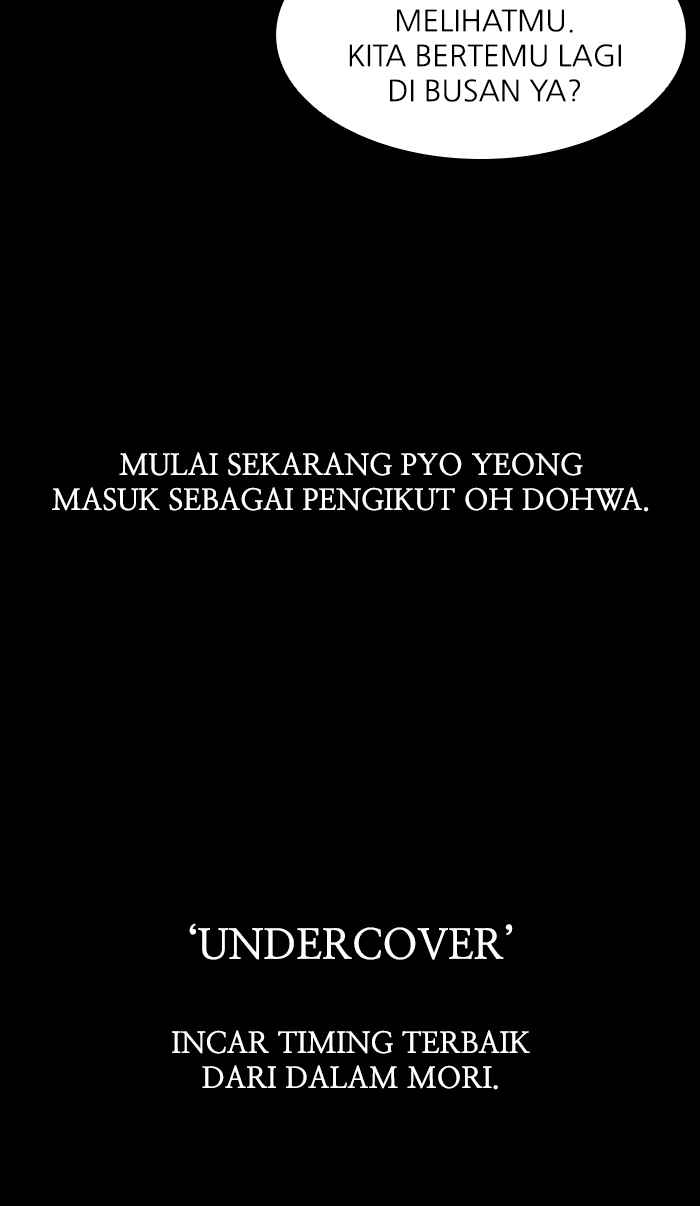 MELIHATMU.
KITA BERTEMU LAGI
DI BUSAN YA?
MULAI SEKARANG PYO YEONG
MASUK SEBAGAI PENGIKUT OH DOHWA.
‘UNDERCOVER’
INCAR TIMING TERBAIK
DARI DALAM MORI.